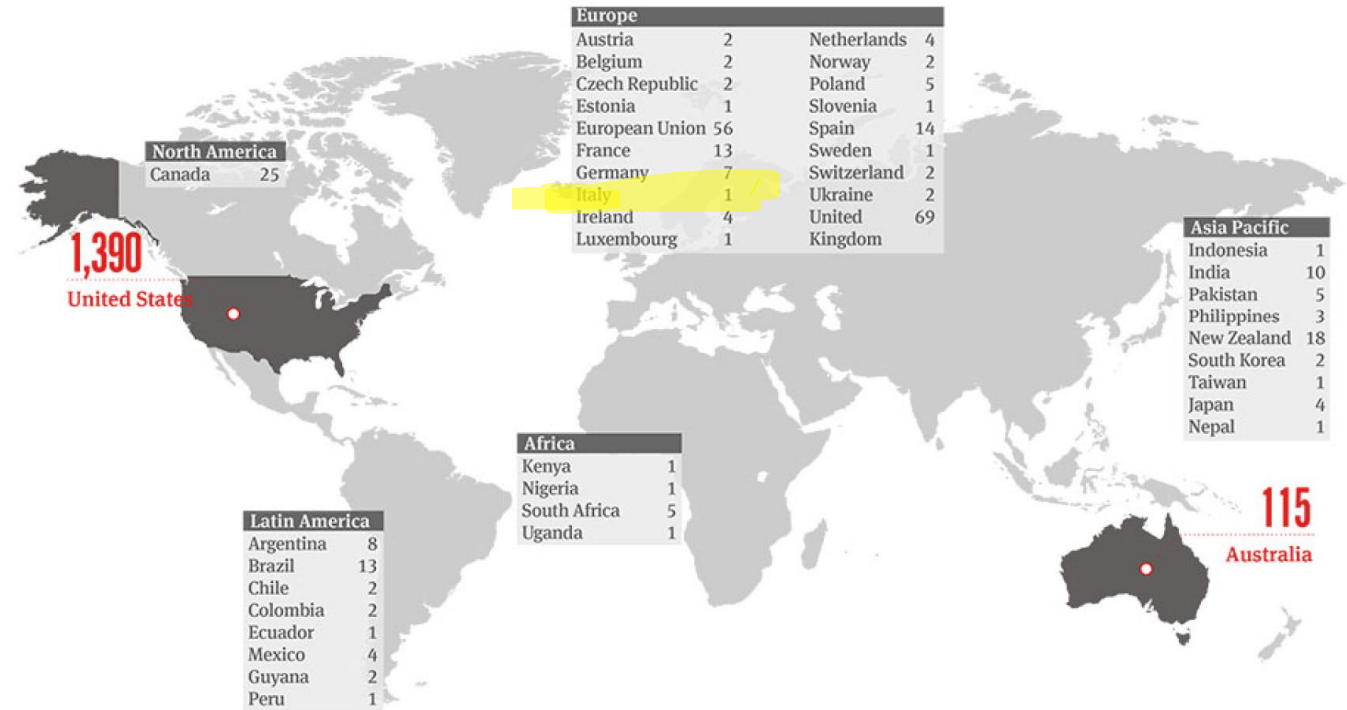 Europe
Austria 2 Netherlands 4
Belgium 2 Norway 2
Czech Republic 2 Poland 5
Estonia 1 Slovenia 1
European Union 56 Spain 14
France 13 Sweden 1
Germany 7 Switzerland 2
Italy 1 Ukraine 2
Ireland 4 United 69
Luxembourg 1 Kingdom
North America
Canada 25
1,390
United States
Asia Pacific
Indonesia 1
India 10
Pakistan 5
Philippines 3
New Zealand 18
South Korea 2
Taiwan 1
Japan 4
Nepal 1
Africa
Kenya 1
Nigeria 1
South Africa 5
Uganda 1
115
Australia
Latin America
Argentina 8
Brazil 13
Chile 2
Colombia 2
Ecuador 1
Mexico 4
Guyana 2
Peru 1